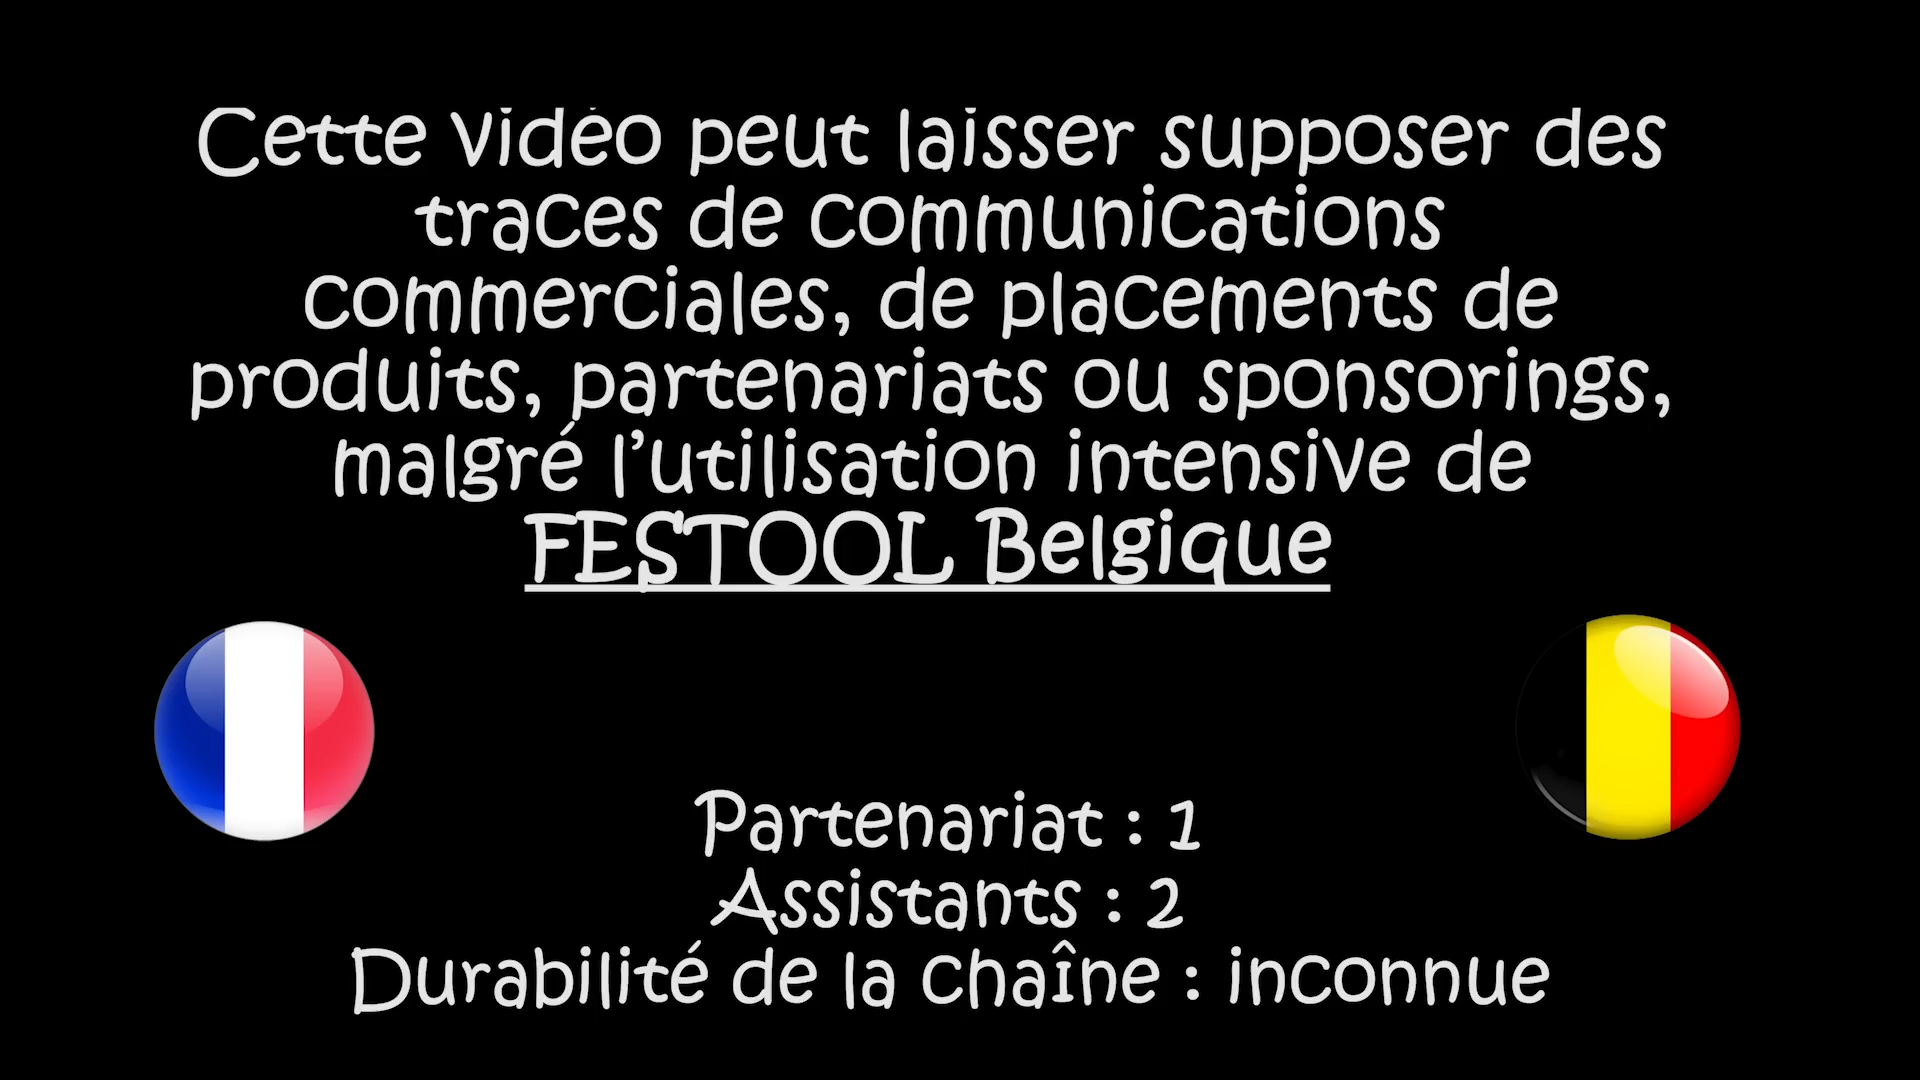 Cette vidéo peut laisser supposer des
traces de communications
commerciales, de placements de
produits, partenariats ou sponsorings,
malgré l’utilisation intensive de
FESTOOL Belgique
Partenariat : 1
Assistants : 2
Durabilité de la chaîne : inconnue